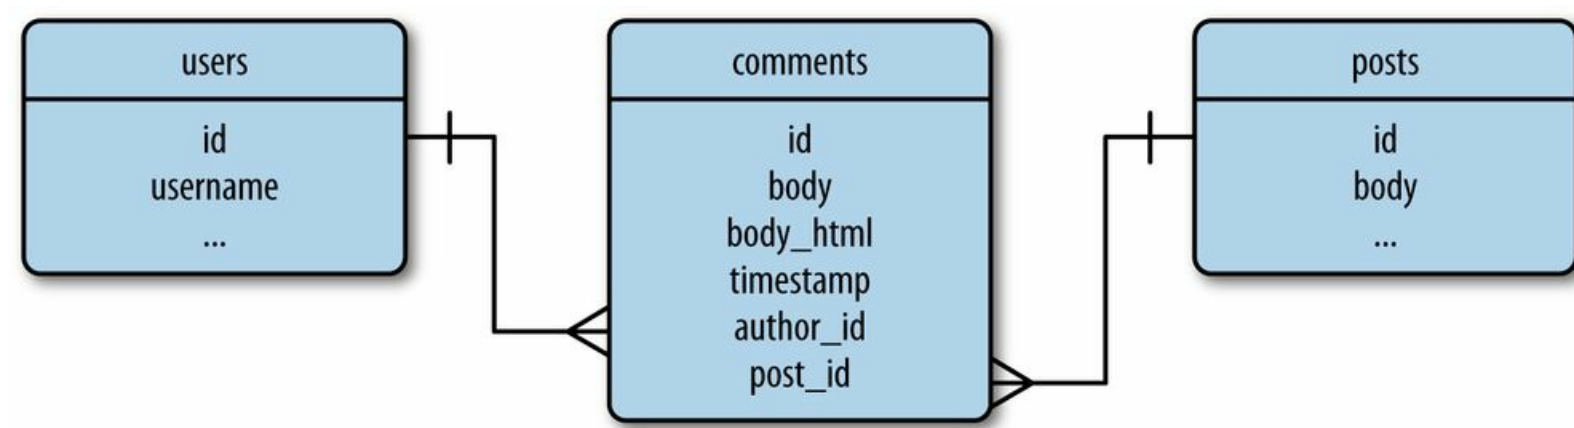 users
id
username
...
comments
id
body
body_html
timestamp
author_id
post_id
posts
id
body
...